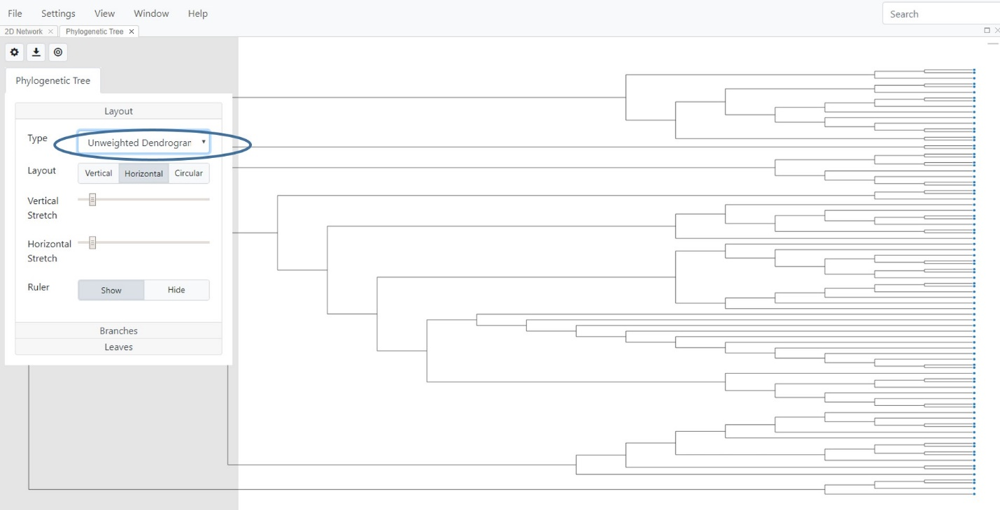 File Settings View Window Help Search
2D Network × Phylogenetic Tree ×
Phylogenetic Tree
Layout
Type Unweighted Dendrogran
Layout Vertical Horizontal Circular
Vertical
Stretch
Horizontal
Stretch
Ruler Show Hide
Branches
Leaves